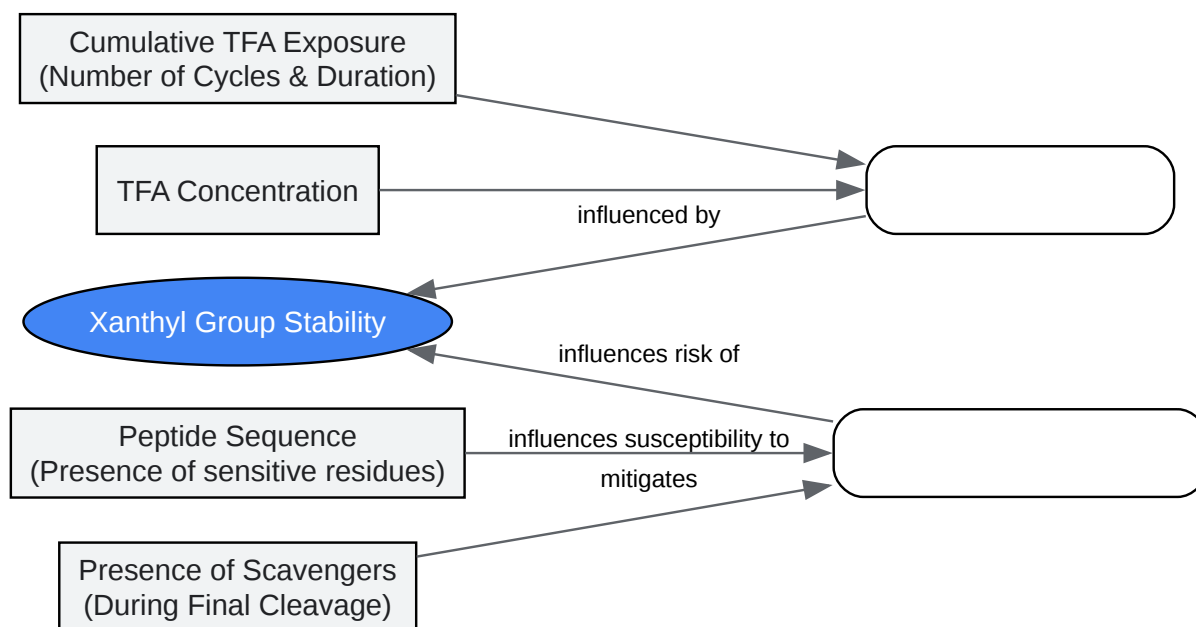 Cumulative TFA Exposure
(Number of Cycles & Duration)
TFA Concentration
influenced by
Xanthyl Group Stability
influences risk of
Peptide Sequence
(Presence of sensitive residues)
influences susceptibility to
mitigates
Presence of Scavengers
(During Final Cleavage)